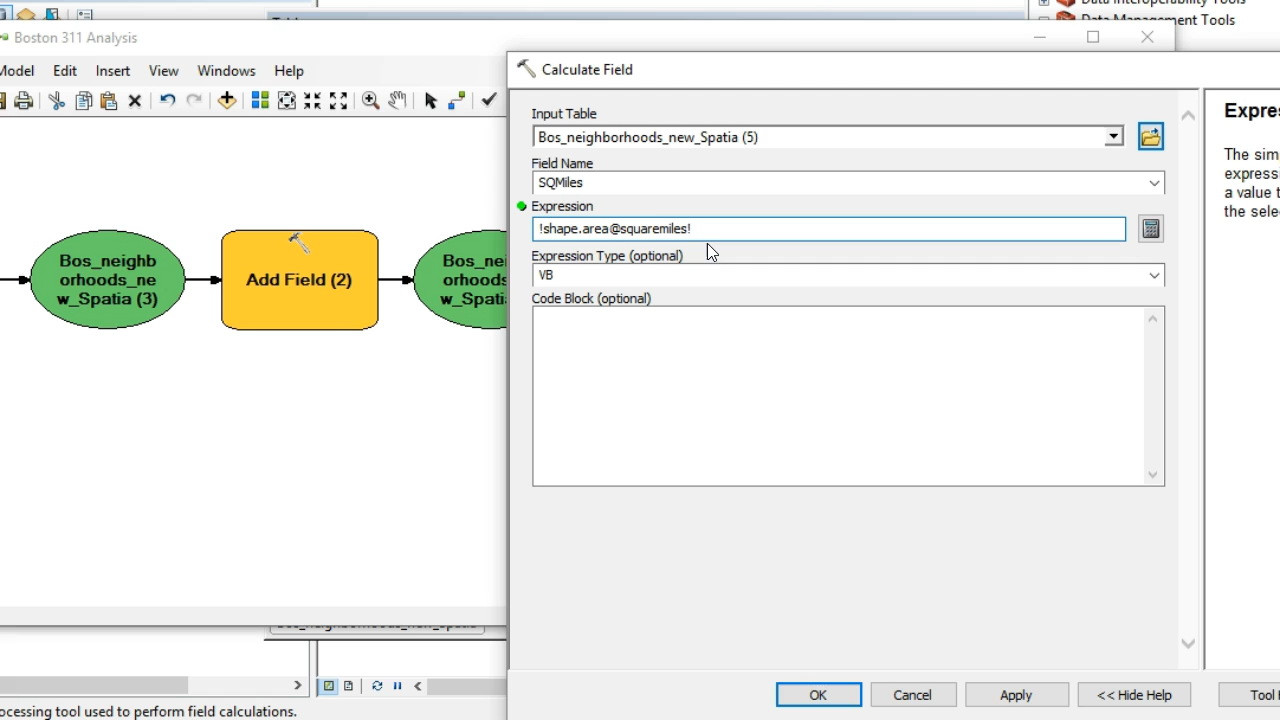 Data Management Tools
Boston 311 Analysis
Model Edit Insert View Windows Help
Calculate Field
Input Table
Bos_neighborhoods_new_Spatia (5)
Field Name
SQMiles
Expression
!shape.area@squaremiles!
Expression Type (optional)
VB
Code Block (optional)
Bos_neighb
orhoods_ne
w_Spatia (3)
Add Field (2)
Bos_nei
orhoods
w_Spati
Expres
The sim
express
a value t
the sele
OK
Cancel
Apply
<< Hide Help
Tool
ocessing tool used to perform field calculations.